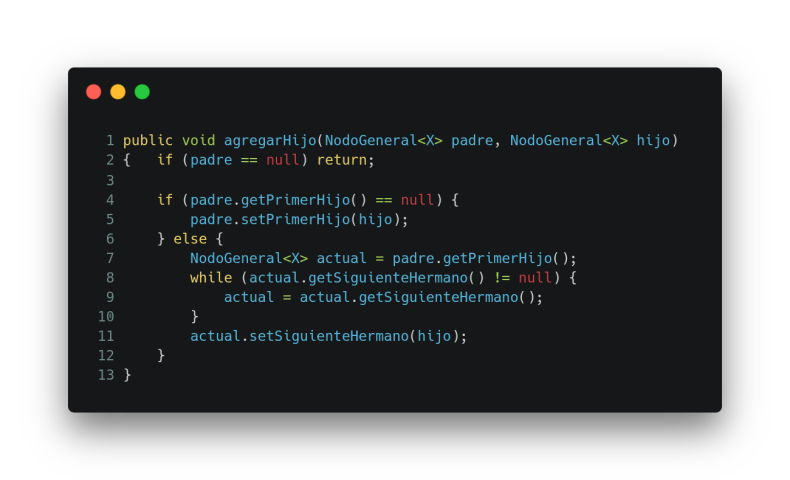 1 public void agregarHijo(NodoGeneral<X> padre, NodoGeneral<X> hijo)
2 {   if (padre == null) return;
3
4     if (padre.getPrimerHijo() == null) {
5         padre.setPrimerHijo(hijo);
6     } else {
7         NodoGeneral<X> actual = padre.getPrimerHijo();
8         while (actual.getSiguienteHermano() != null) {
9             actual = actual.getSiguienteHermano();
10         }
11         actual.setSiguienteHermano(hijo);
12     }
13 }